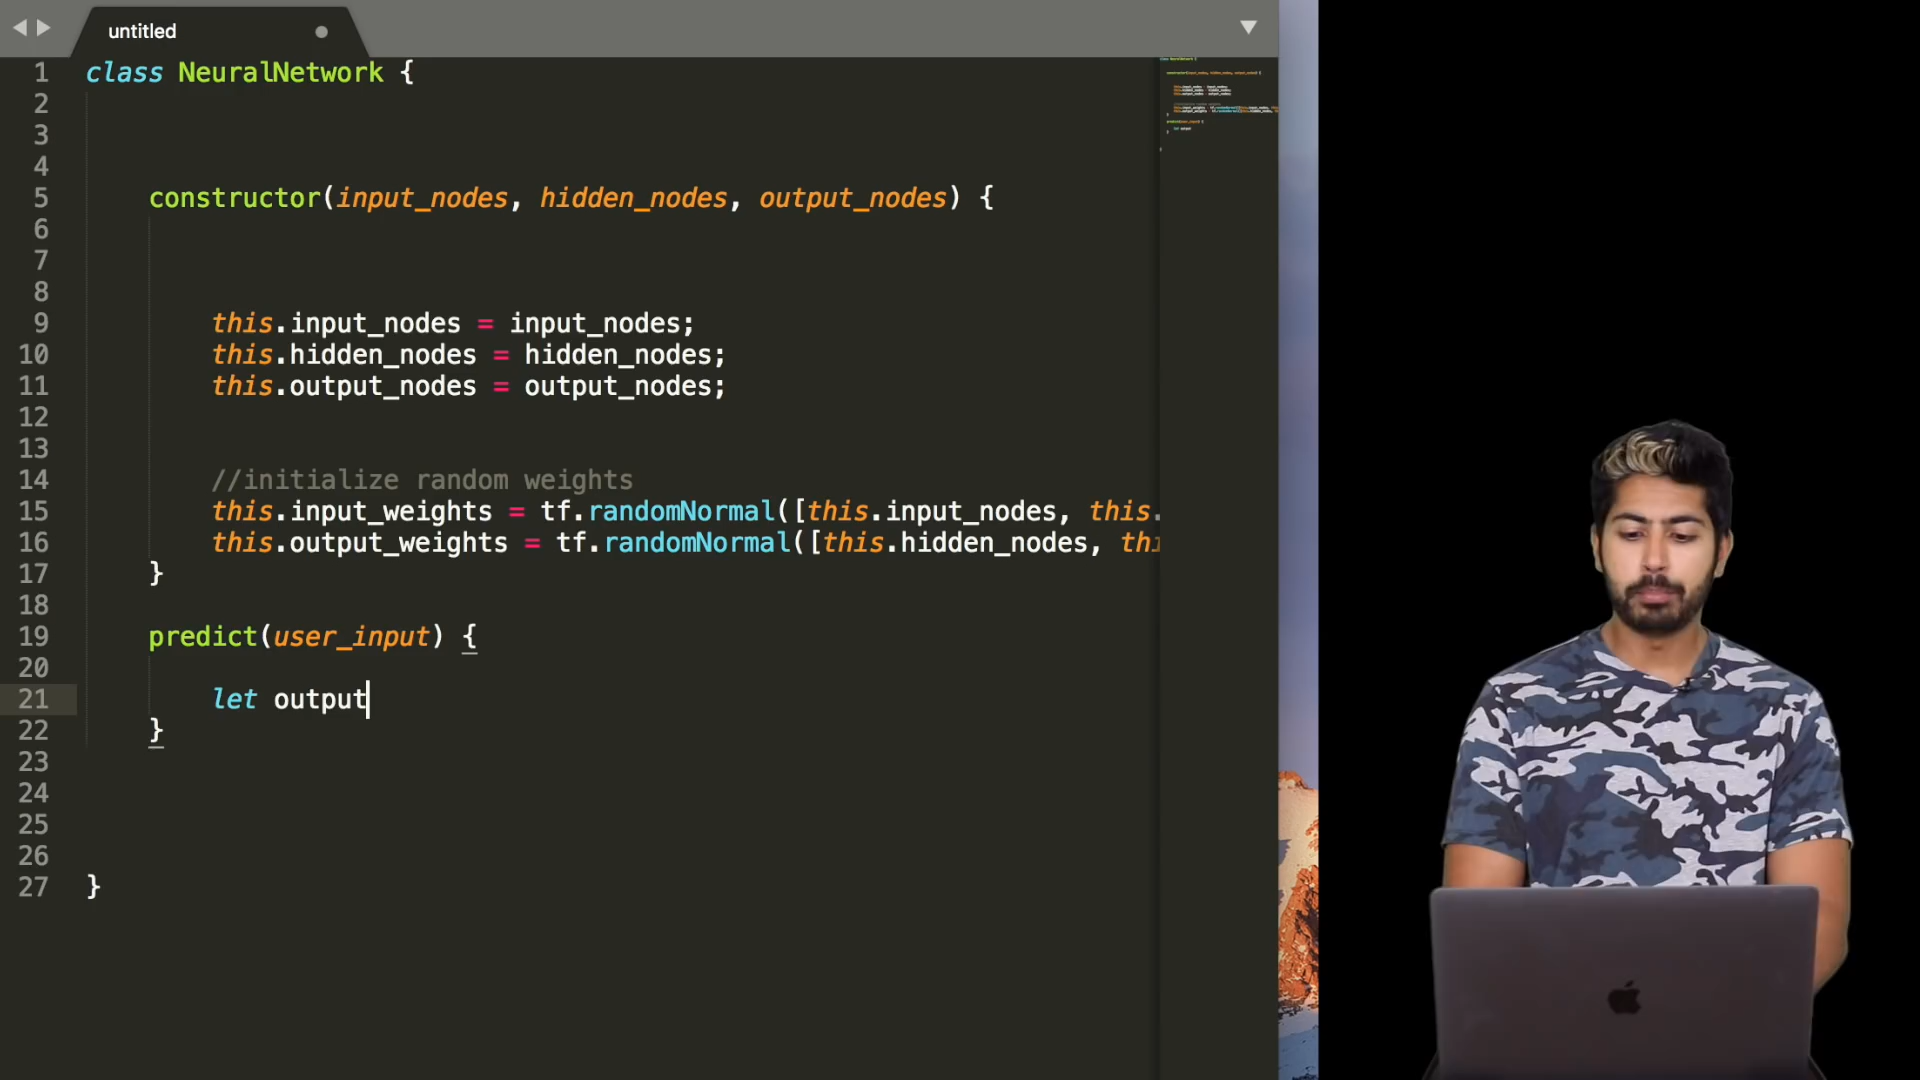 untitled
1 class NeuralNetwork {
2
3
4
5 constructor(input_nodes, hidden_nodes, output_nodes) {
6
7
8
9 this.input_nodes = input_nodes;
10 this.hidden_nodes = hidden_nodes;
11 this.output_nodes = output_nodes;
12
13
14 //initialize random weights
15 this.input_weights = tf.randomNormal([this.input_nodes, this.
16 this.output_weights = tf.randomNormal([this.hidden_nodes, thi
17 }
18
19 predict(user_input) {
20
21 let output
22 }
23
24
25
26
27 }